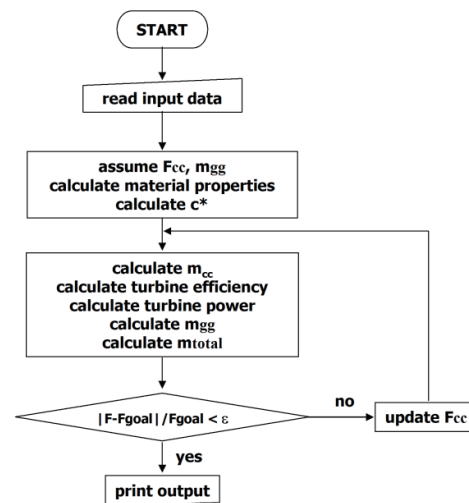 START
read input data
assume Fcc, mgg
calculate material properties
calculate c*
calculate mcc
calculate turbine efficiency
calculate turbine power
calculate mgg
calculate mtotal
|F-Fgoal|/Fgoal < ε
no
update Fcc
yes
print output